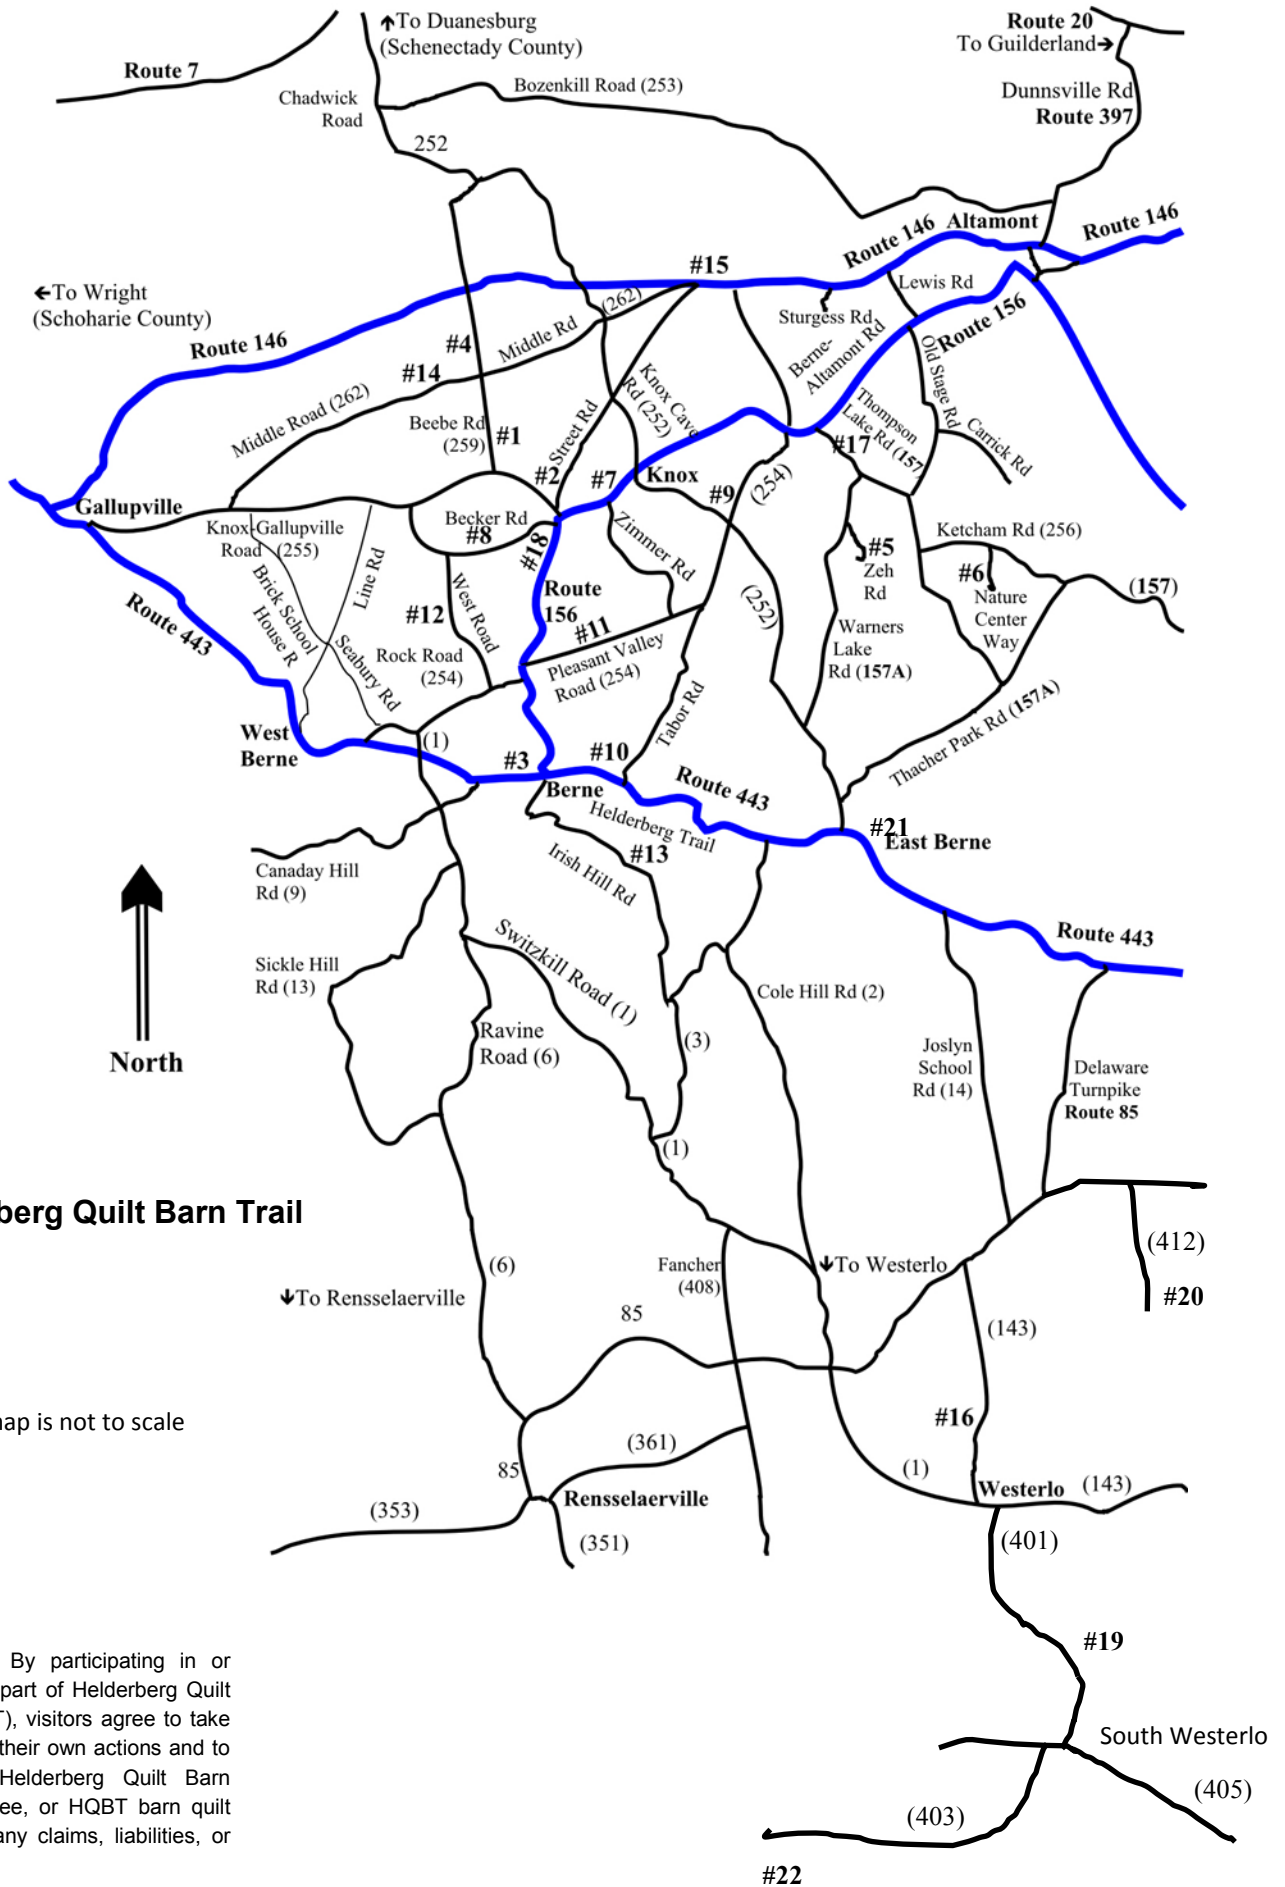 🡩To Duanesburg
(Schenectady County)
Route 20
To Guilderland➔
Route 7
Chadwick
Road
Bozenkill Road (253)
Dunnsville Rd
Route 397
252
Altamont
Route 146
Route 146
#15
Lewis Rd
🡨To Wright
(Schoharie County)
(262)
Sturgess Rd
Route 156
Route 146
#4
Middle Rd
Berne-
Altamont Rd
Old Stage Rd
#14
Knox Cave
Rd (252)
Middle Road (262)
Beebe Rd
(259)
#1
Street Rd
Thompson
Lake Rd (157
#17
Carrick Rd
#2
#7
Knox
#9
(254)
Gallupville
Knox-Gallupville
Road (255)
Becker Rd
#8
#18
Zimmer Rd
Ketcham Rd (256)
#5
Zeh
Rd
#6
Nature
Center
Way
(157)
Brick School
House R
Line Rd
Route 443
#12
West Road
Route
156
#11
(252)
Warners
Lake
Rd (157A)
Seabury Rd
Rock Road
(254)
Pleasant Valley
Road (254)
Tabor Rd
Thacher Park Rd (157A)
West
Berne
(1)
#3
#10
Berne
Route 443
Helderberg Trail
#21
East Berne
#13
Irish Hill Rd
Canaday Hill
Rd (9)
Switzkill Road (1)
Route 443
Sickle Hill
Rd (13)
Cole Hill Rd (2)
North
Ravine
Road (6)
(3)
Joslyn
School
Rd (14)
Delaware
Turnpike
Route 85
(1)
berg Quilt Barn Trail
(412)
(6)
Fancher
(408)
🡫To Westerlo
🡫To Rensselaerville
#20
85
(143)
nap is not to scale
#16
(361)
85
(1)
Rensselaerville
Westerlo
(143)
(353)
(351)
(401)
#19
By participating in or
part of Helderberg Quilt
T), visitors agree to take
their own actions and to
Helderberg Quilt Barn
ee, or HQBT barn quilt
any claims, liabilities, or
South Westerlo
(405)
(403)
#22